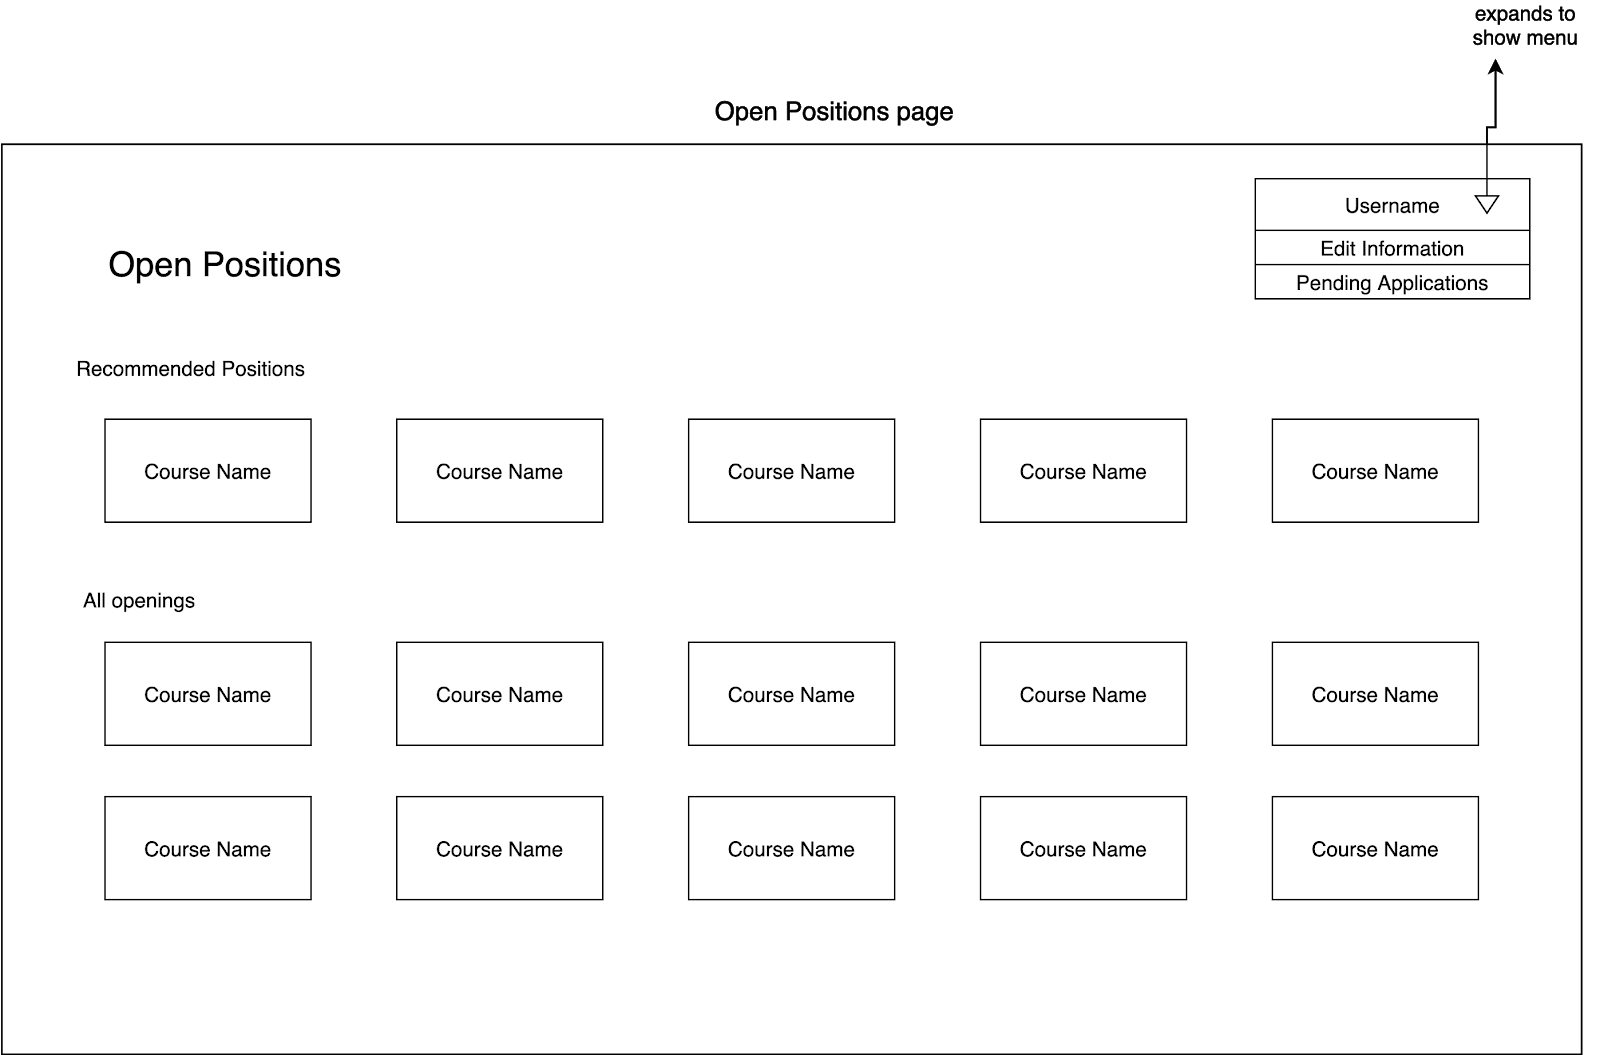 expands to
show menu
Open Positions page
Username
Edit Information
Pending Applications
Open Positions
Recommended Positions
Course Name
Course Name
Course Name
Course Name
Course Name
All openings
Course Name
Course Name
Course Name
Course Name
Course Name
Course Name
Course Name
Course Name
Course Name
Course Name